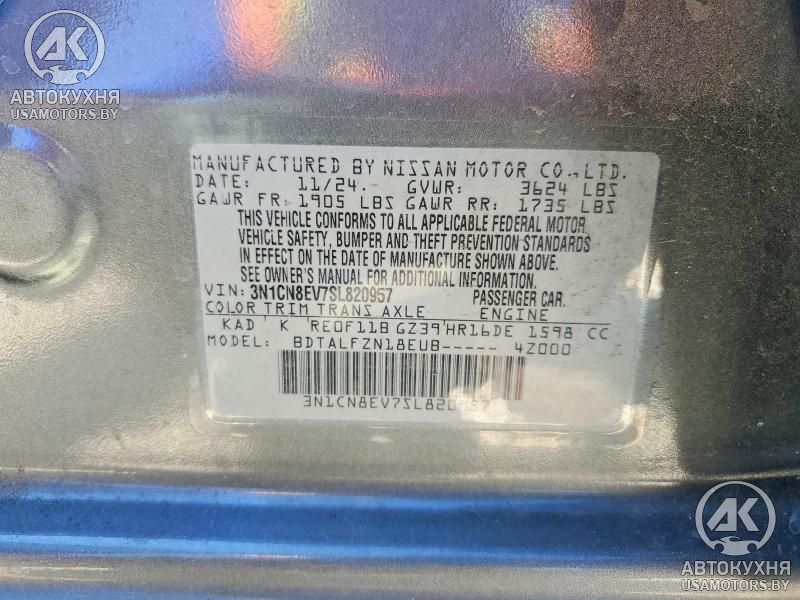 AK
АВТОКУХНЯ
USAMOTORS.BY
MANUFACTURED BY NISSAN MOTOR CO.,LTD.
DATE: 11/24. GVWR: 3624 LBS
GAWR FR: 1905 LBS GAWR RR: 1735 LBS
THIS VEHICLE CONFORMS TO ALL APPLICABLE FEDERAL MOTOR
VEHICLE SAFETY, BUMPER AND THEFT PREVENTION STANDARDS
IN EFFECT ON THE DATE OF MANUFACTURE SHOWN ABOVE.
SEE OWNER'S MANUAL FOR ADDITIONAL INFORMATION.
VIN: 3N1CN8EV7SL820957 PASSENGER CAR.
COLOR TRIM TRANS AXLE ENGINE
KAD K RE0F11B GZ39 HR16DE 1598 CC
MODEL: BDTALFZN18EUB----- 4Z000
3N1CN8EV7SL820957
AK
АВТОКУХНЯ
USAMOTORS.BY